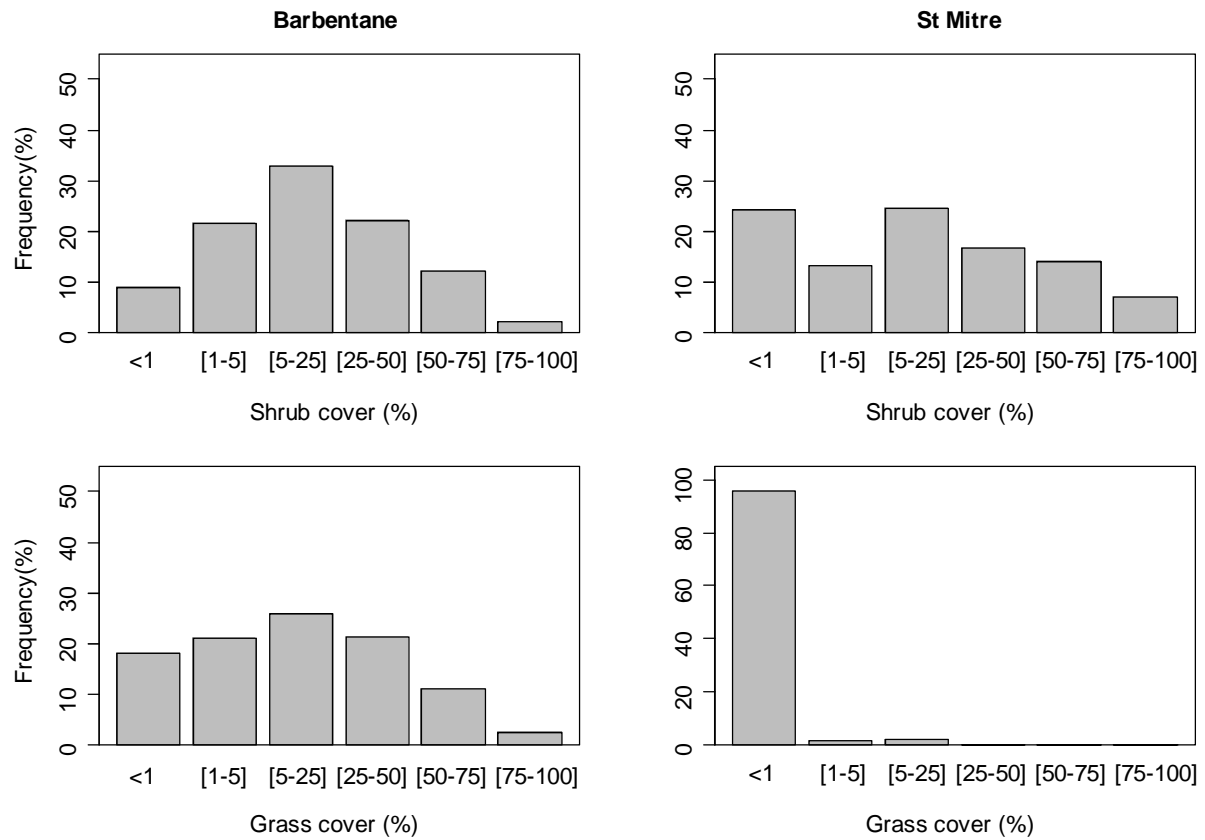 Barbentane
St Mitre
Frequency(%)
50
40
30
20
10
0
<1 [1-5] [5-25] [25-50] [50-75] [75-100]
Shrub cover (%)
50
40
30
20
10
0
<1 [1-5] [5-25] [25-50] [50-75] [75-100]
Shrub cover (%)
Frequency(%)
50
40
30
20
10
0
<1 [1-5] [5-25] [25-50] [50-75] [75-100]
Grass cover (%)
100
80
60
40
20
0
<1 [1-5] [5-25] [25-50] [50-75] [75-100]
Grass cover (%)